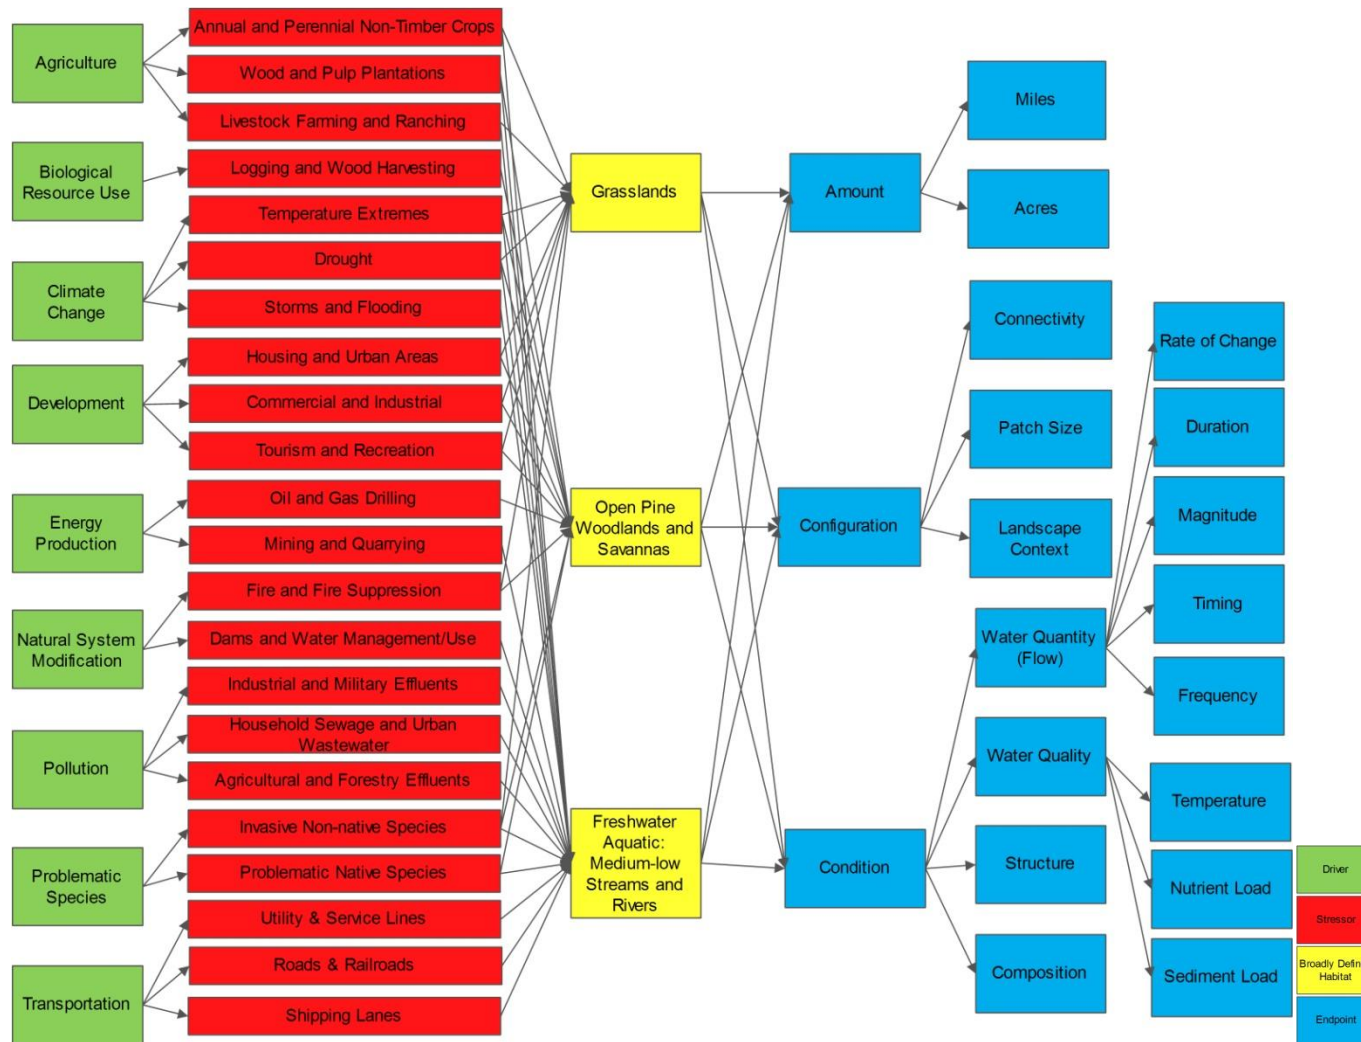 Agriculture
Biological
Resource Use
Climate
Change
Development
Energy
Production
Natural System
Modification
Pollution
Problematic
Species
Transportation
Annual and Perennial Non-Timber Crops
Wood and Pulp Plantations
Livestock Farming and Ranching
Logging and Wood Harvesting
Temperature Extremes
Drought
Storms and Flooding
Housing and Urban Areas
Commercial and Industrial
Tourism and Recreation
Oil and Gas Drilling
Mining and Quarrying
Fire and Fire Suppression
Dams and Water Management/Use
Industrial and Military Effluents
Household Sewage and Urban
Wastewater
Agricultural and Forestry Effluents
Invasive Non-native Species
Problematic Native Species
Utility & Service Lines
Roads & Railroads
Shipping Lanes
Grasslands
Open Pine
Woodlands and
Savannas
Freshwater
Aquatic:
Medium-low
Streams and
Rivers
Amount
Configuration
Condition
Miles
Acres
Connectivity
Patch Size
Landscape
Context
Water Quantity
(Flow)
Water Quality
Structure
Composition
Rate of Change
Duration
Magnitude
Timing
Frequency
Temperature
Nutrient Load
Sediment Load
Driver
Stressor
Broadly Defin
Habitat
Endpoint